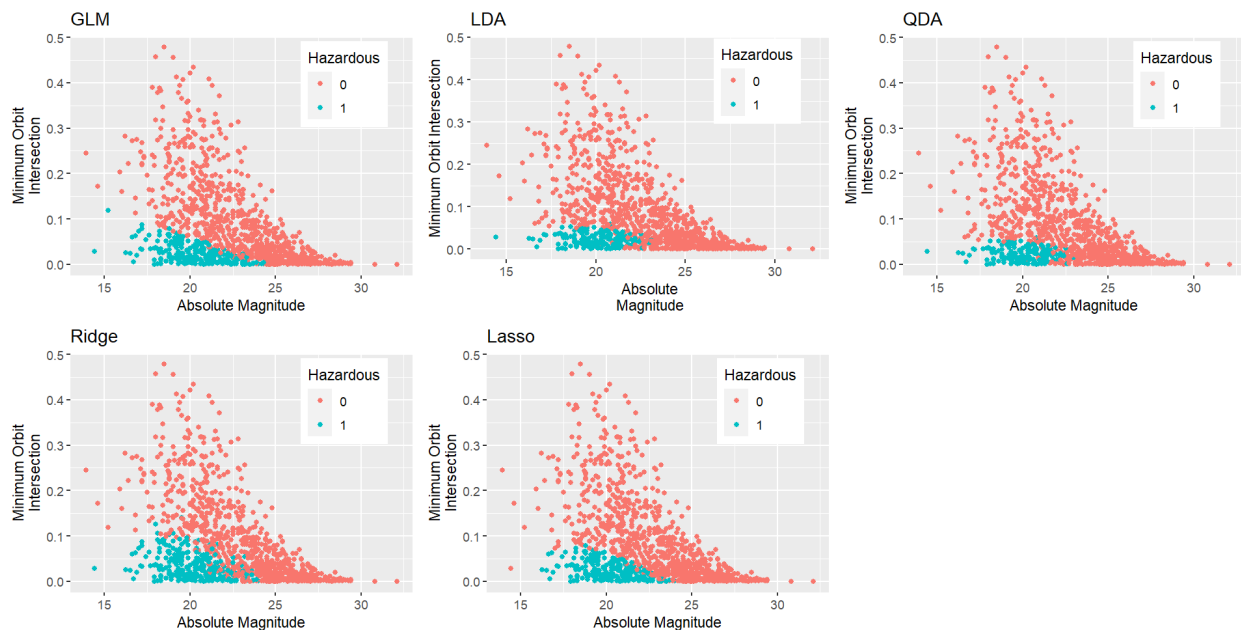 GLM
Minimum Orbit
Intersection
0.5
0.4
0.3
0.2
0.1
0.0
Hazardous
0
1
15
20
25
30
Absolute Magnitude
LDA
Minimum Orbit Intersection
0.5
0.4
0.3
0.2
0.1
0.0
Hazardous
0
1
15
20
25
30
Absolute
Magnitude
QDA
Minimum Orbit
Intersection
0.5
0.4
0.3
0.2
0.1
0.0
Hazardous
0
1
15
20
25
30
Absolute Magnitude
Ridge
Minimum Orbit
Intersection
0.5
0.4
0.3
0.2
0.1
0.0
Hazardous
0
1
15
20
25
30
Absolute Magnitude
Lasso
Minimum Orbit
Intersection
0.5
0.4
0.3
0.2
0.1
0.0
Hazardous
0
1
15
20
25
30
Absolute Magnitude